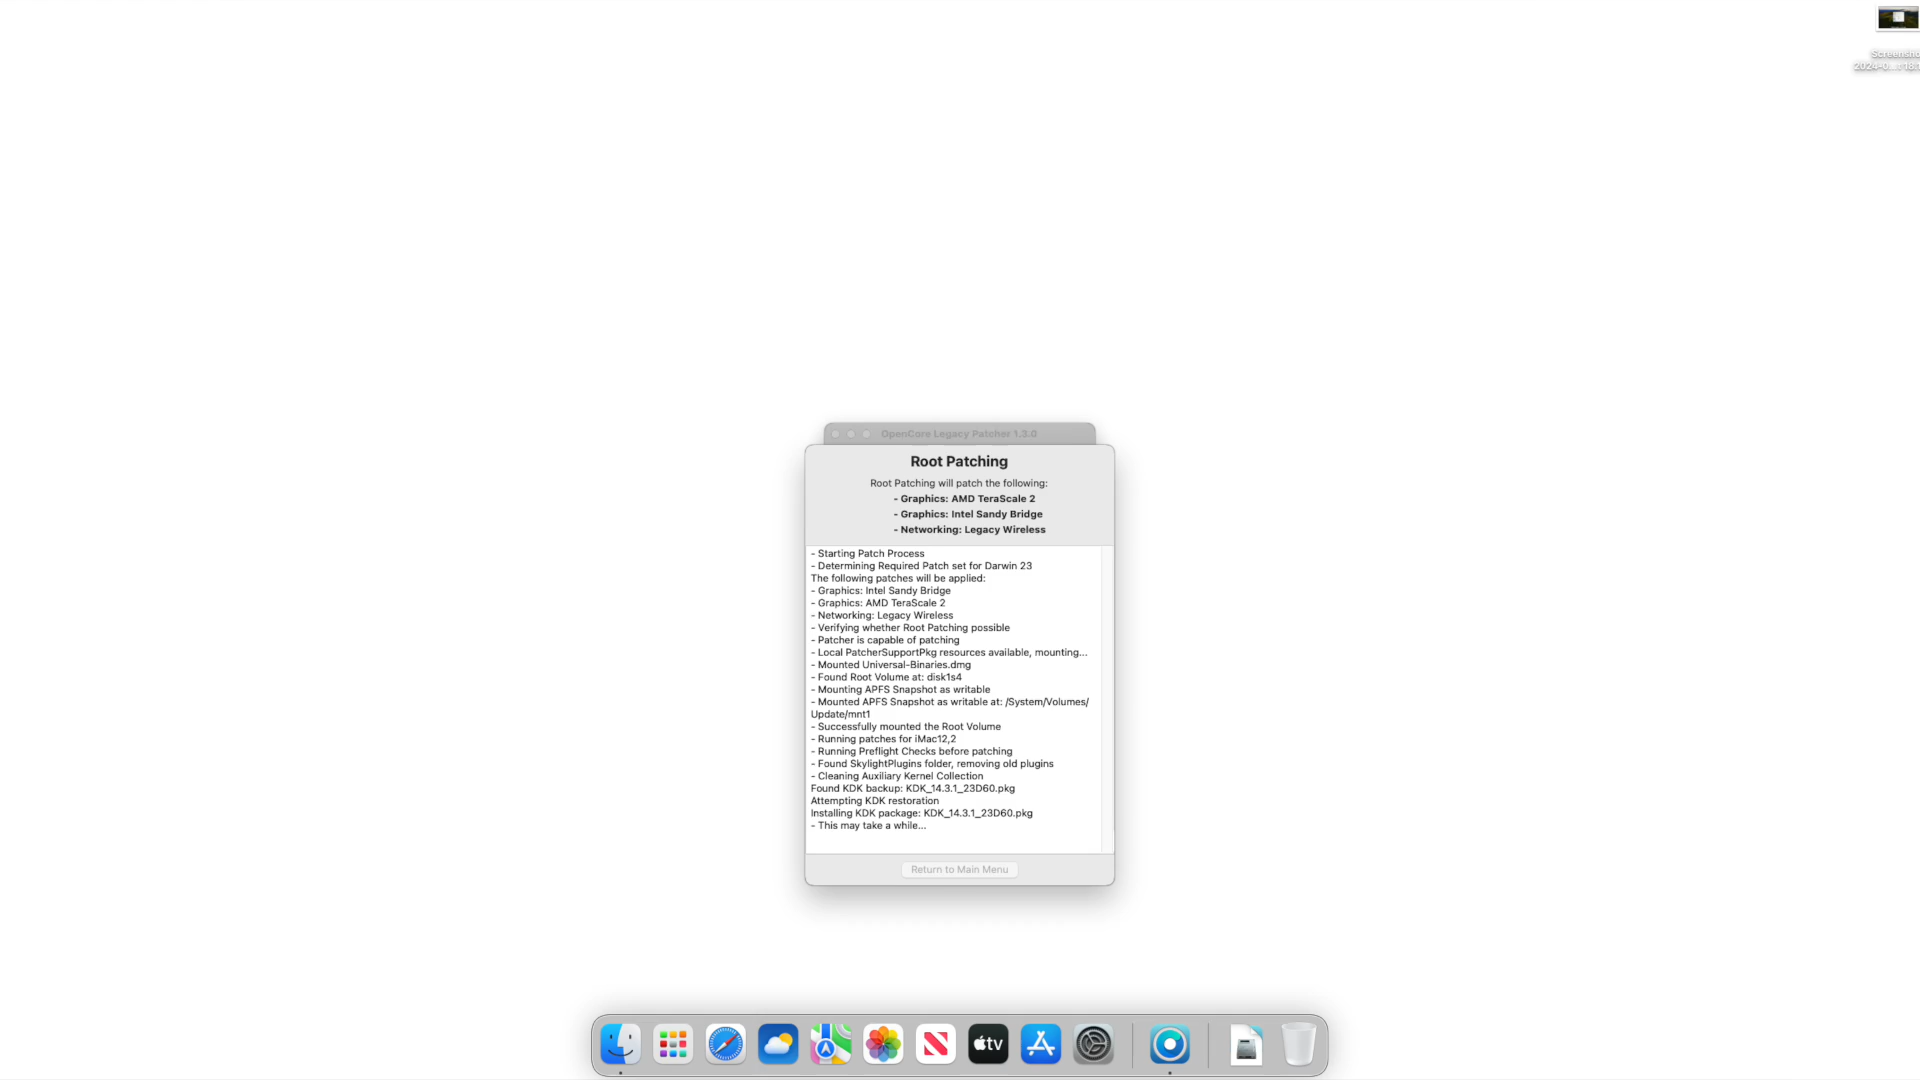 Screensho
2024-0...
OpenCore Legacy Patcher 1.3.0
Root Patching
Root Patching will patch the following:
- Graphics: AMD TeraScale 2
- Graphics: Intel Sandy Bridge
- Networking: Legacy Wireless
- Starting Patch Process
- Determining Required Patch set for Darwin 23
The following patches will be applied:
- Graphics: Intel Sandy Bridge
- Graphics: AMD TeraScale 2
- Networking: Legacy Wireless
- Verifying whether Root Patching possible
- Patcher is capable of patching
- Local PatcherSupportPkg resources available, mounting...
- Mounted Universal-Binaries.dmg
- Found Root Volume at: disk1s4
- Mounting APFS Snapshot as writable
- Mounted APFS Snapshot as writable at: /System/Volumes/
Update/mnt1
- Successfully mounted the Root Volume
- Running patches for iMac12,2
- Running Preflight Checks before patching
- Found SkylightPlugins folder, removing old plugins
- Cleaning Auxiliary Kernel Collection
Found KDK backup: KDK_14.3.1_23D60.pkg
Attempting KDK restoration
Installing KDK package: KDK_14.3.1_23D60.pkg
- This may take a while...
Return to Main Menu
tv